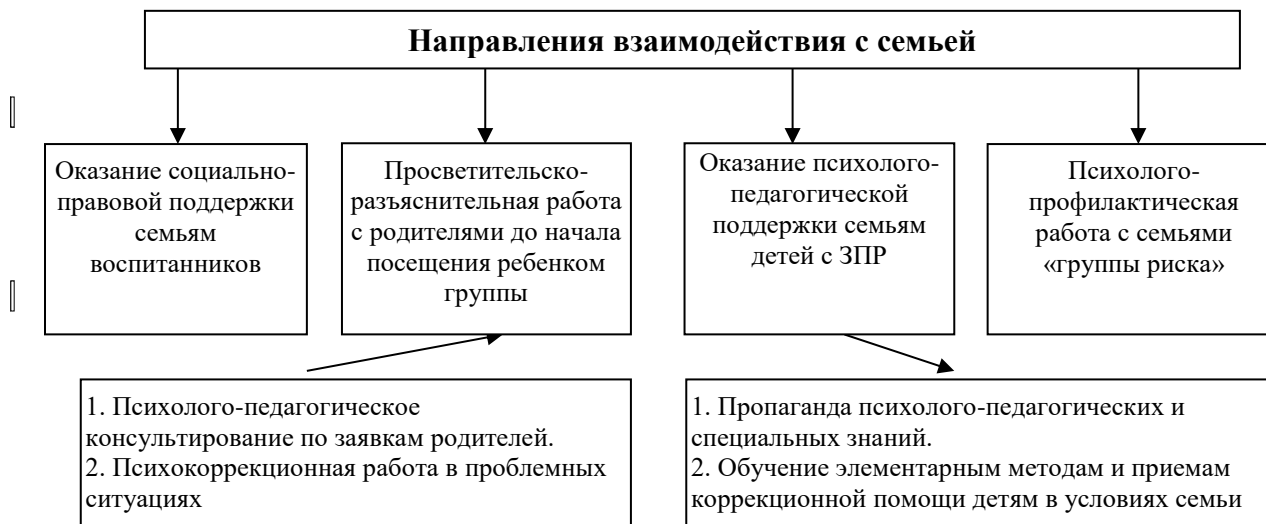 Направления взаимодействия с семьей
Оказание социально-
правовой поддержки
семьям
воспитанников
Просветительско-
разъяснительная работа
с родителями до начала
посещения ребенком
группы
Оказание психолого-
педагогической
поддержки семьям
детей с ЗПР
Психолого-
профилактическая
работа с семьями
«группы риска»
1. Психолого-педагогическое
консультирование по заявкам родителей.
2. Психокоррекционная работа в проблемных
ситуациях
1. Пропаганда психолого-педагогических и
специальных знаний.
2. Обучение элементарным методам и приемам
коррекционной помощи детям в условиях семьи